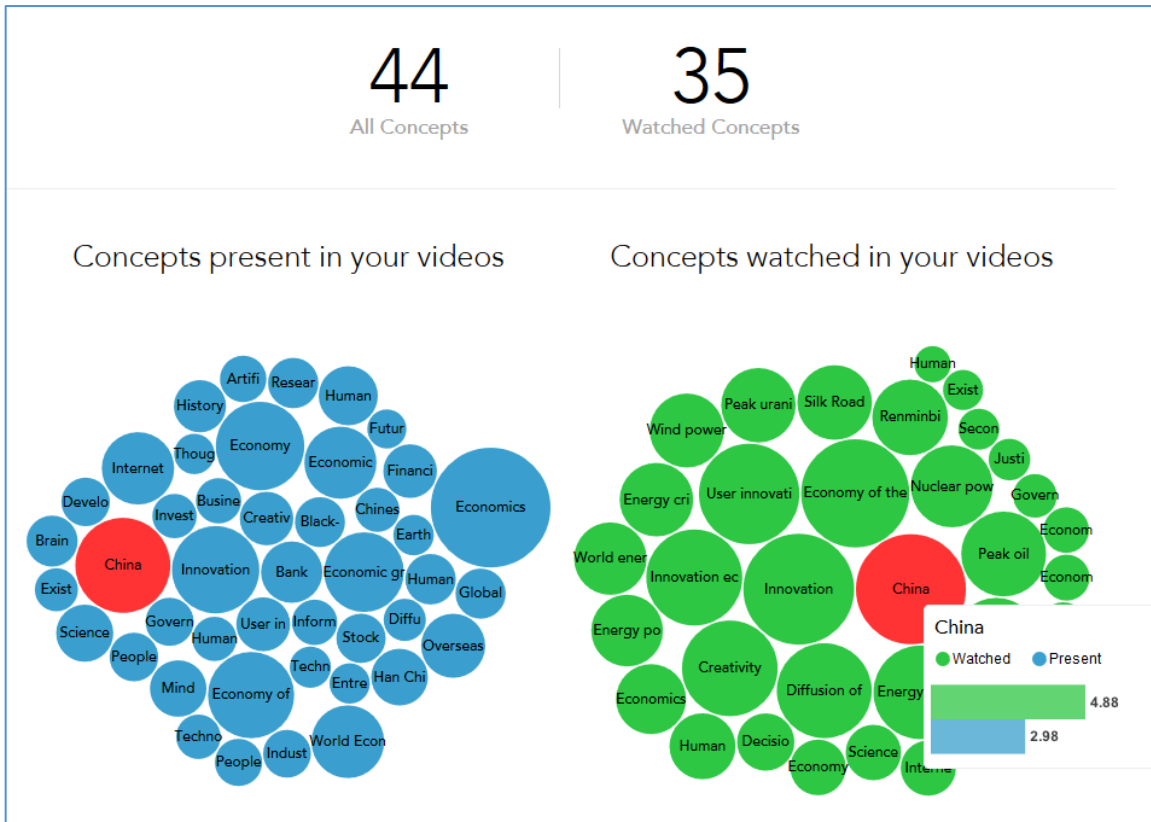 44
All Concepts
35
Watched Concepts
Concepts present in your videos
Concepts watched in your videos
Artifi
Resear
Human
History
Futur
Economy
Thoug
Economic
Internet
Financi
Busine
Develo
Creativ
Chines
Economics
Invest
Black-
Earth
Brain
China
Innovation
Bank
Economic gr
Human
Exist
Global
Govern
User in
Inform
Diffu
Science
Human
Stock
Overseas
People
Techn
Mind
Economy of
Entre
Han Chi
Techno
World Econ
Indust
People
Human
Exist
Peak urani
Silk Road
Renminbi
Wind power
Secon
Justi
Energy cri
User innovati
Economy of the
Nuclear pow
Govern
Econom
World ener
Peak oil
Innovation ec
Innovation
China
Econom
Energy po
Creativity
Diffusion of
Energy
Economics
Human
Decisio
Science
Economy
Interne
China
Watched
Present
4.88
2.98